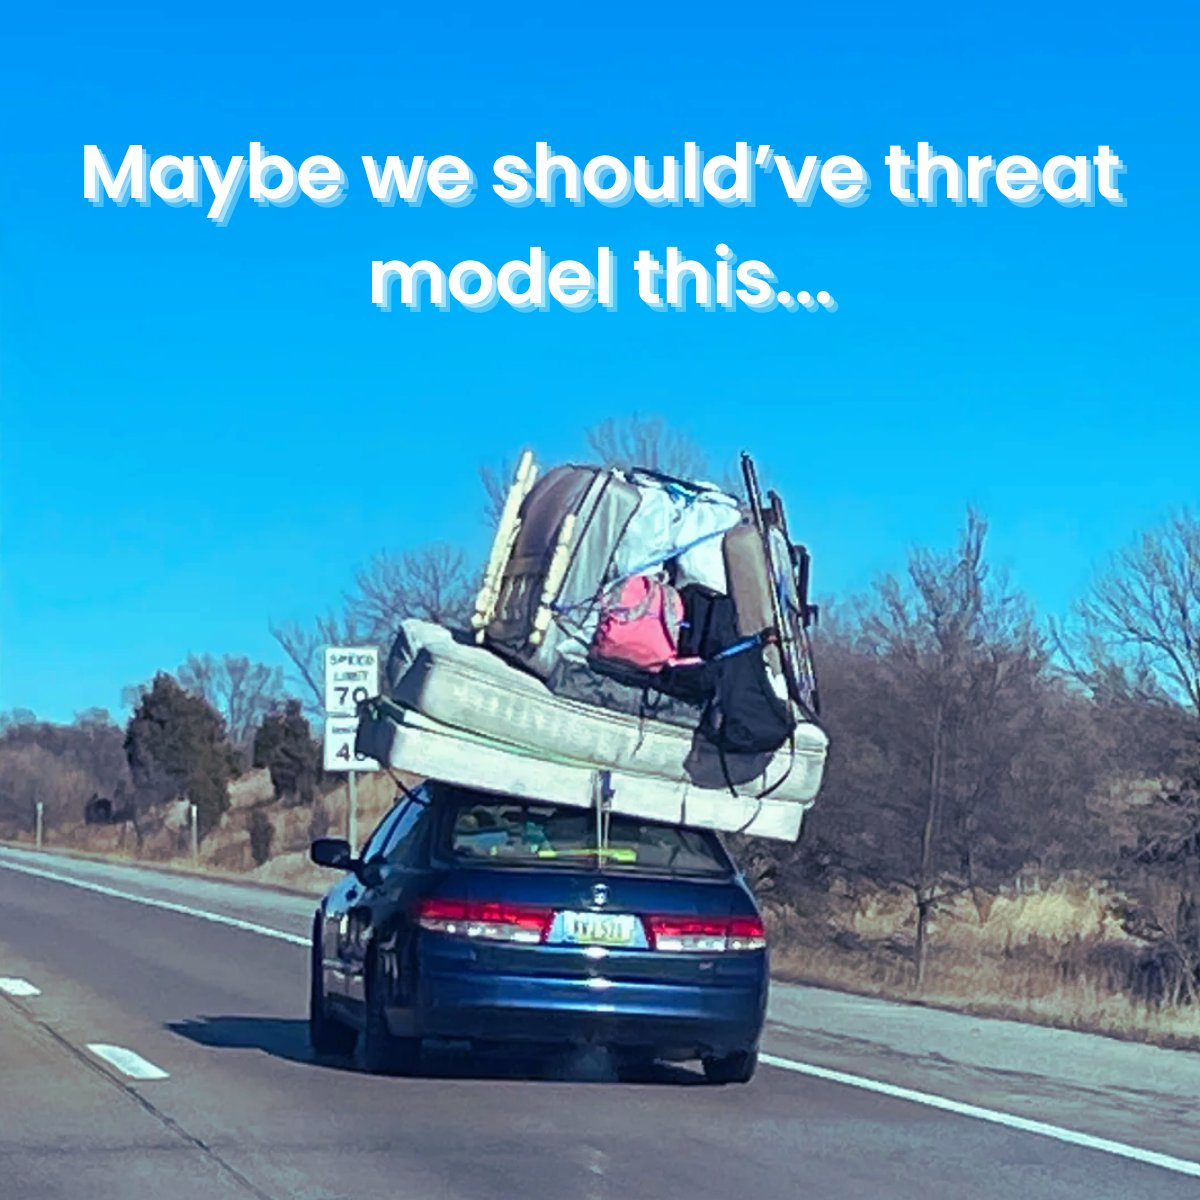 Maybe we should’ve threat
model this...
SPEED
LIMIT
70